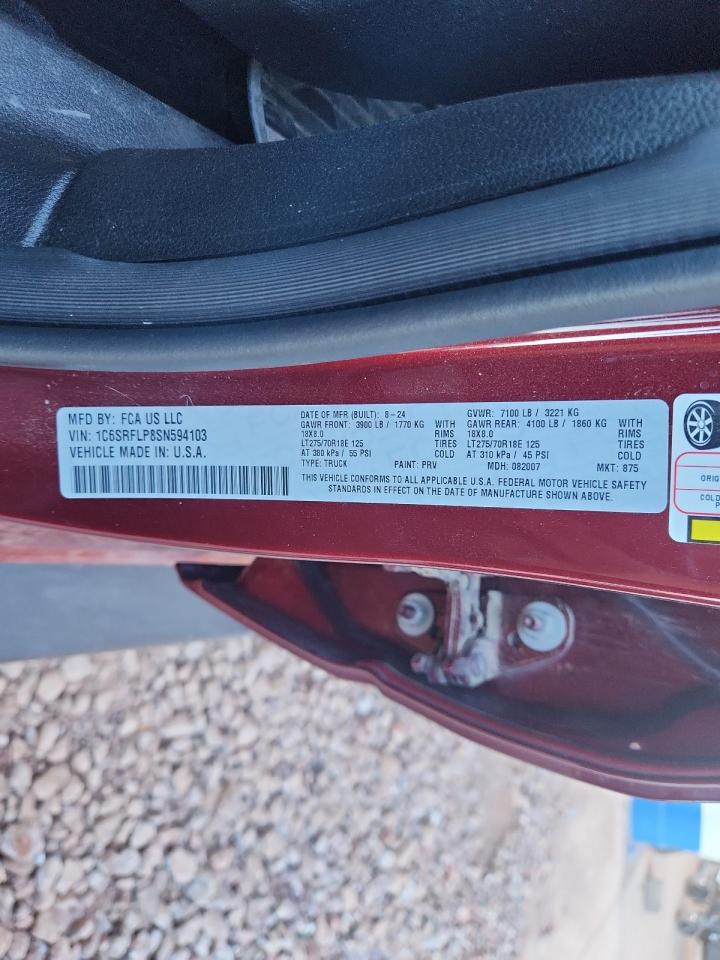 MFD BY: FCA US LLC
VIN: 1C6SRFLP8SN594103
VEHICLE MADE IN: U.S.A.
DATE OF MFR (BUILT): 8-24 GVWR: 7100 LB / 3221 KG
GAWR FRONT: 3900 LB / 1770 KG WITH GAWR REAR: 4100 LB / 1860 KG WITH
18X8.0 RIMS 18X8.0 RIMS
LT275/70R18E 125 TIRES LT275/70R18E 125 TIRES
AT 380 kPa / 55 PSI COLD AT 310 kPa / 45 PSI COLD
TYPE: TRUCK PAINT: PRV MDH: 082007 MKT: 875
THIS VEHICLE CONFORMS TO ALL APPLICABLE U.S.A. FEDERAL MOTOR VEHICLE SAFETY
STANDARDS IN EFFECT ON THE DATE OF MANUFACTURE SHOWN ABOVE.
ORIG
COLD
P